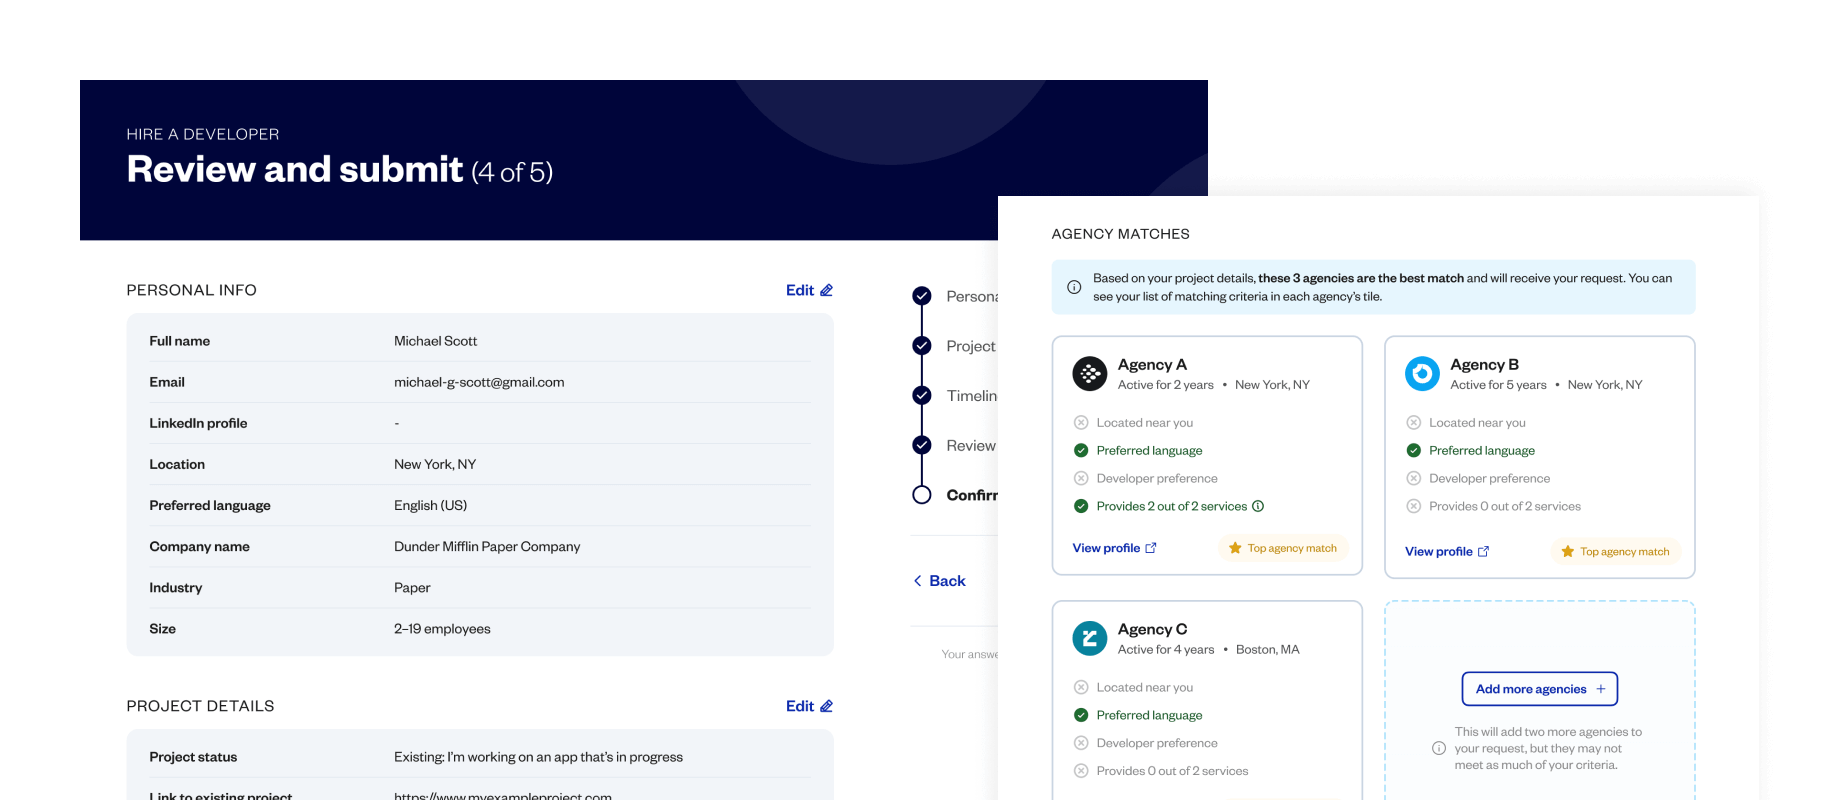 HIRE A DEVELOPER
Review and submit (4 of 5)
PERSONAL INFO
Edit
Full name Michael Scott
Email michael-g-scott@gmail.com
LinkedIn profile -
Location New York, NY
Preferred language English (US)
Company name Dunder Mifflin Paper Company
Industry Paper
Size 2–19 employees
PROJECT DETAILS
Edit
Project status Existing: I’m working on an app that’s in progress
Link to existing project https://www.myexampleproject.com
Project
Review
Back
Your
AGENCY MATCHES
Based on your project details, these 3 agencies are the best match and will receive your request. You can
see your list of matching criteria in each agency’s tile.
Agency A
Active for 2 years • New York, NY
Located near you
Preferred language
Developer preference
Provides 2 out of 2 services
View profile
Top agency match
Agency B
Active for 5 years • New York, NY
Located near you
Preferred language
Developer preference
Provides 0 out of 2 services
View profile
Top agency match
Agency C
Active for 4 years • Boston, MA
Located near you
Preferred language
Developer preference
Provides 0 out of 2 services
Add more agencies +
This will add two more agencies to
your request, but they may not
meet as much of your criteria.